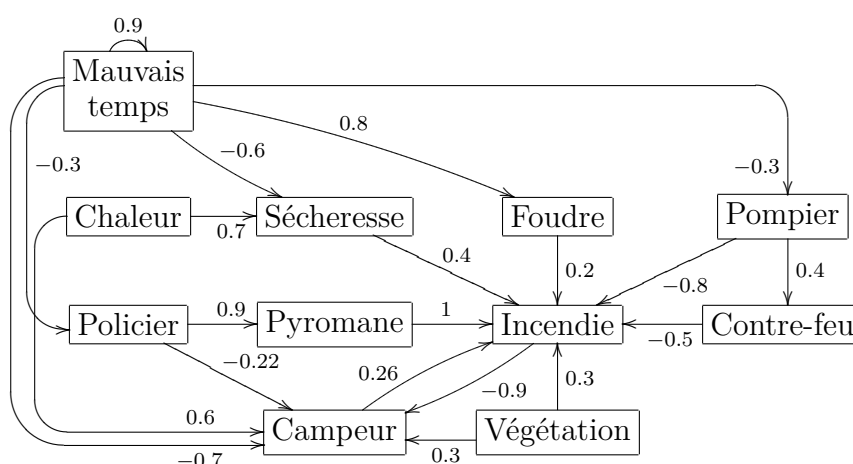 0.9
Mauvais
temps
0.8
−0.6
−0.3
−0.3
Chaleur
0.7
Sécheresse
Foudre
Pompier
0.4
0.2
−0.8
0.4
Policier
0.9
Pyromane
1
Incendie
−0.5
Contre-feu
−0.22
0.26
−0.9
0.3
0.6
Campeur
0.3
Végétation
−0.7